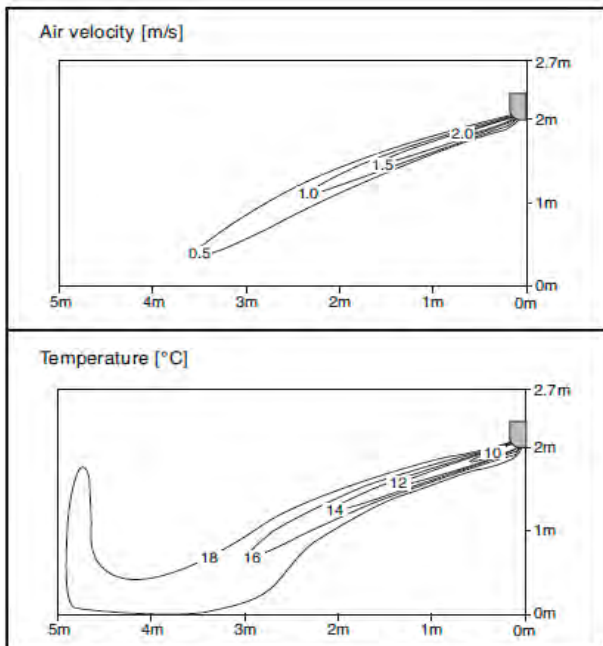 Air velocity [m/s]
2.7m
2.0
2m
1.5
1.0
1m
0.5
0m
5m 4m 3m 2m 1m 0m
Temperature [°C]
2.7m
10
2m
12
14
1m
18 16
0m
5m 4m 3m 2m 1m 0m